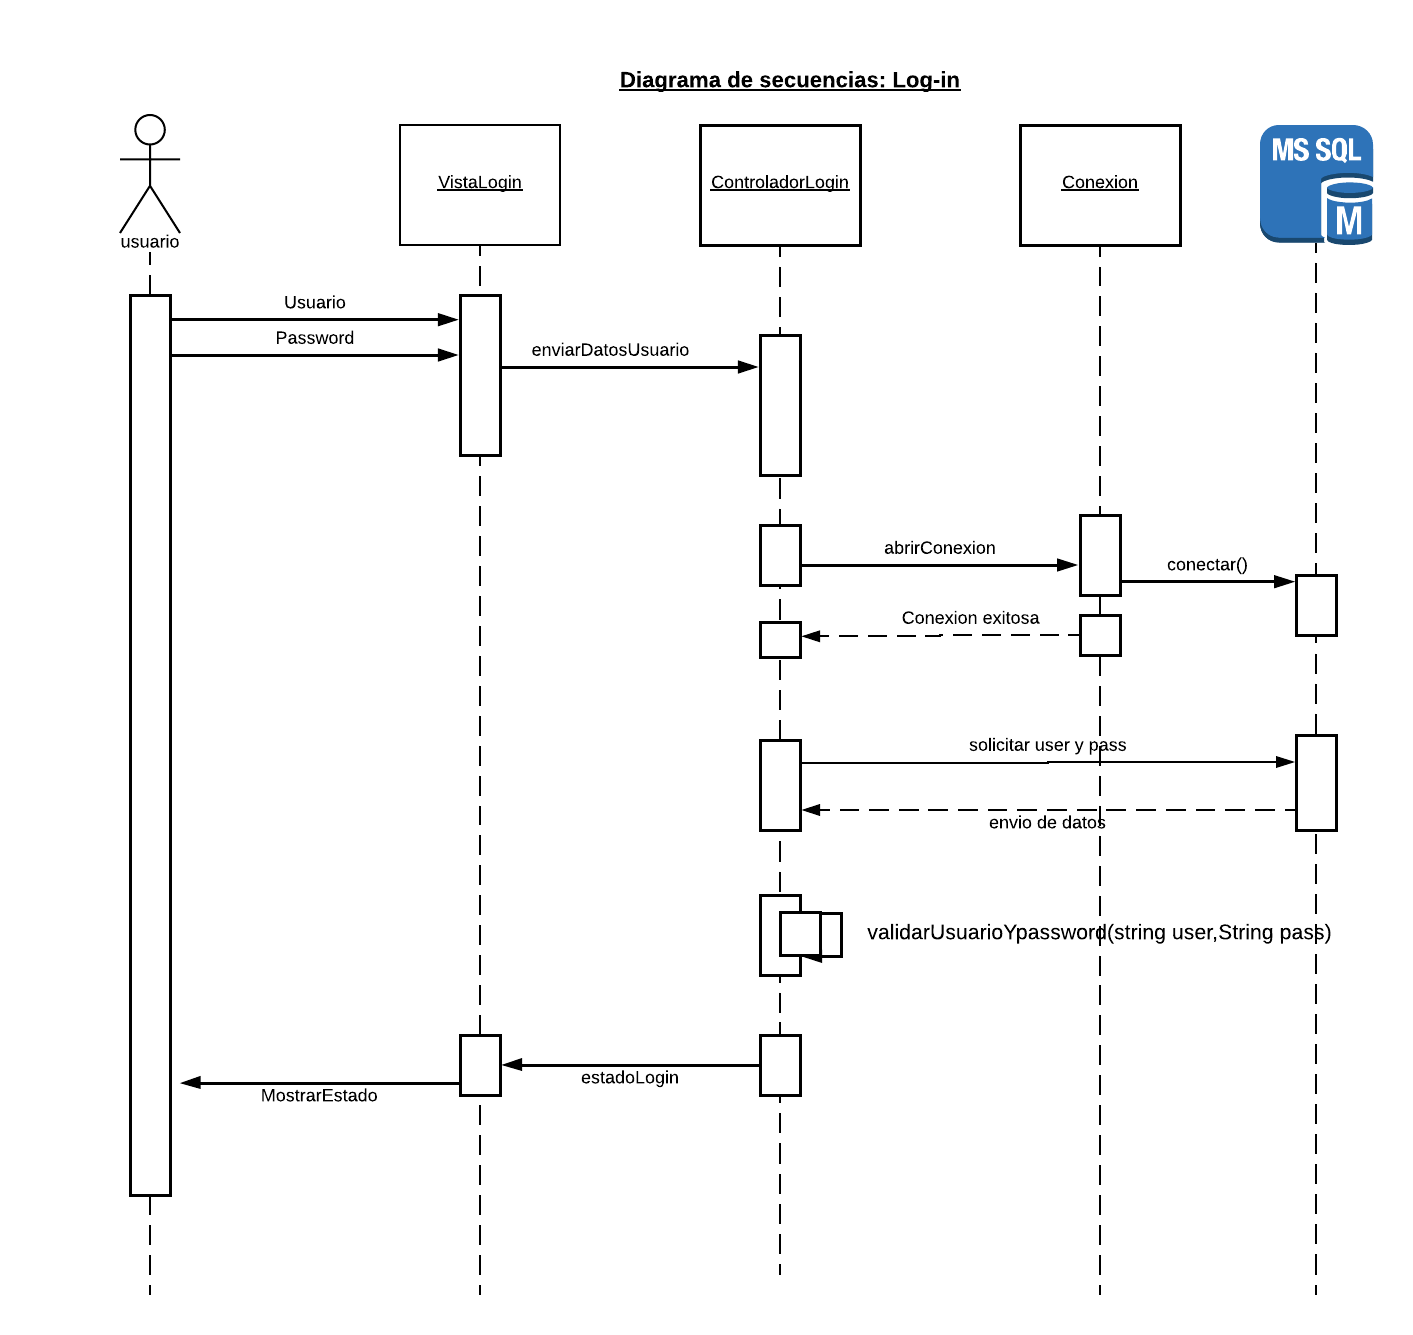 Diagrama de secuencias: Log-in
usuario
VistaLogin
ControladorLogin
Conexion
MS SQL
M
Usuario
Password
enviarDatosUsuario
abrirConexion
conectar()
Conexion exitosa
solicitar user y pass
envio de datos
validarUsuarioYpassword(string user,String pass)
estadoLogin
MostrarEstado